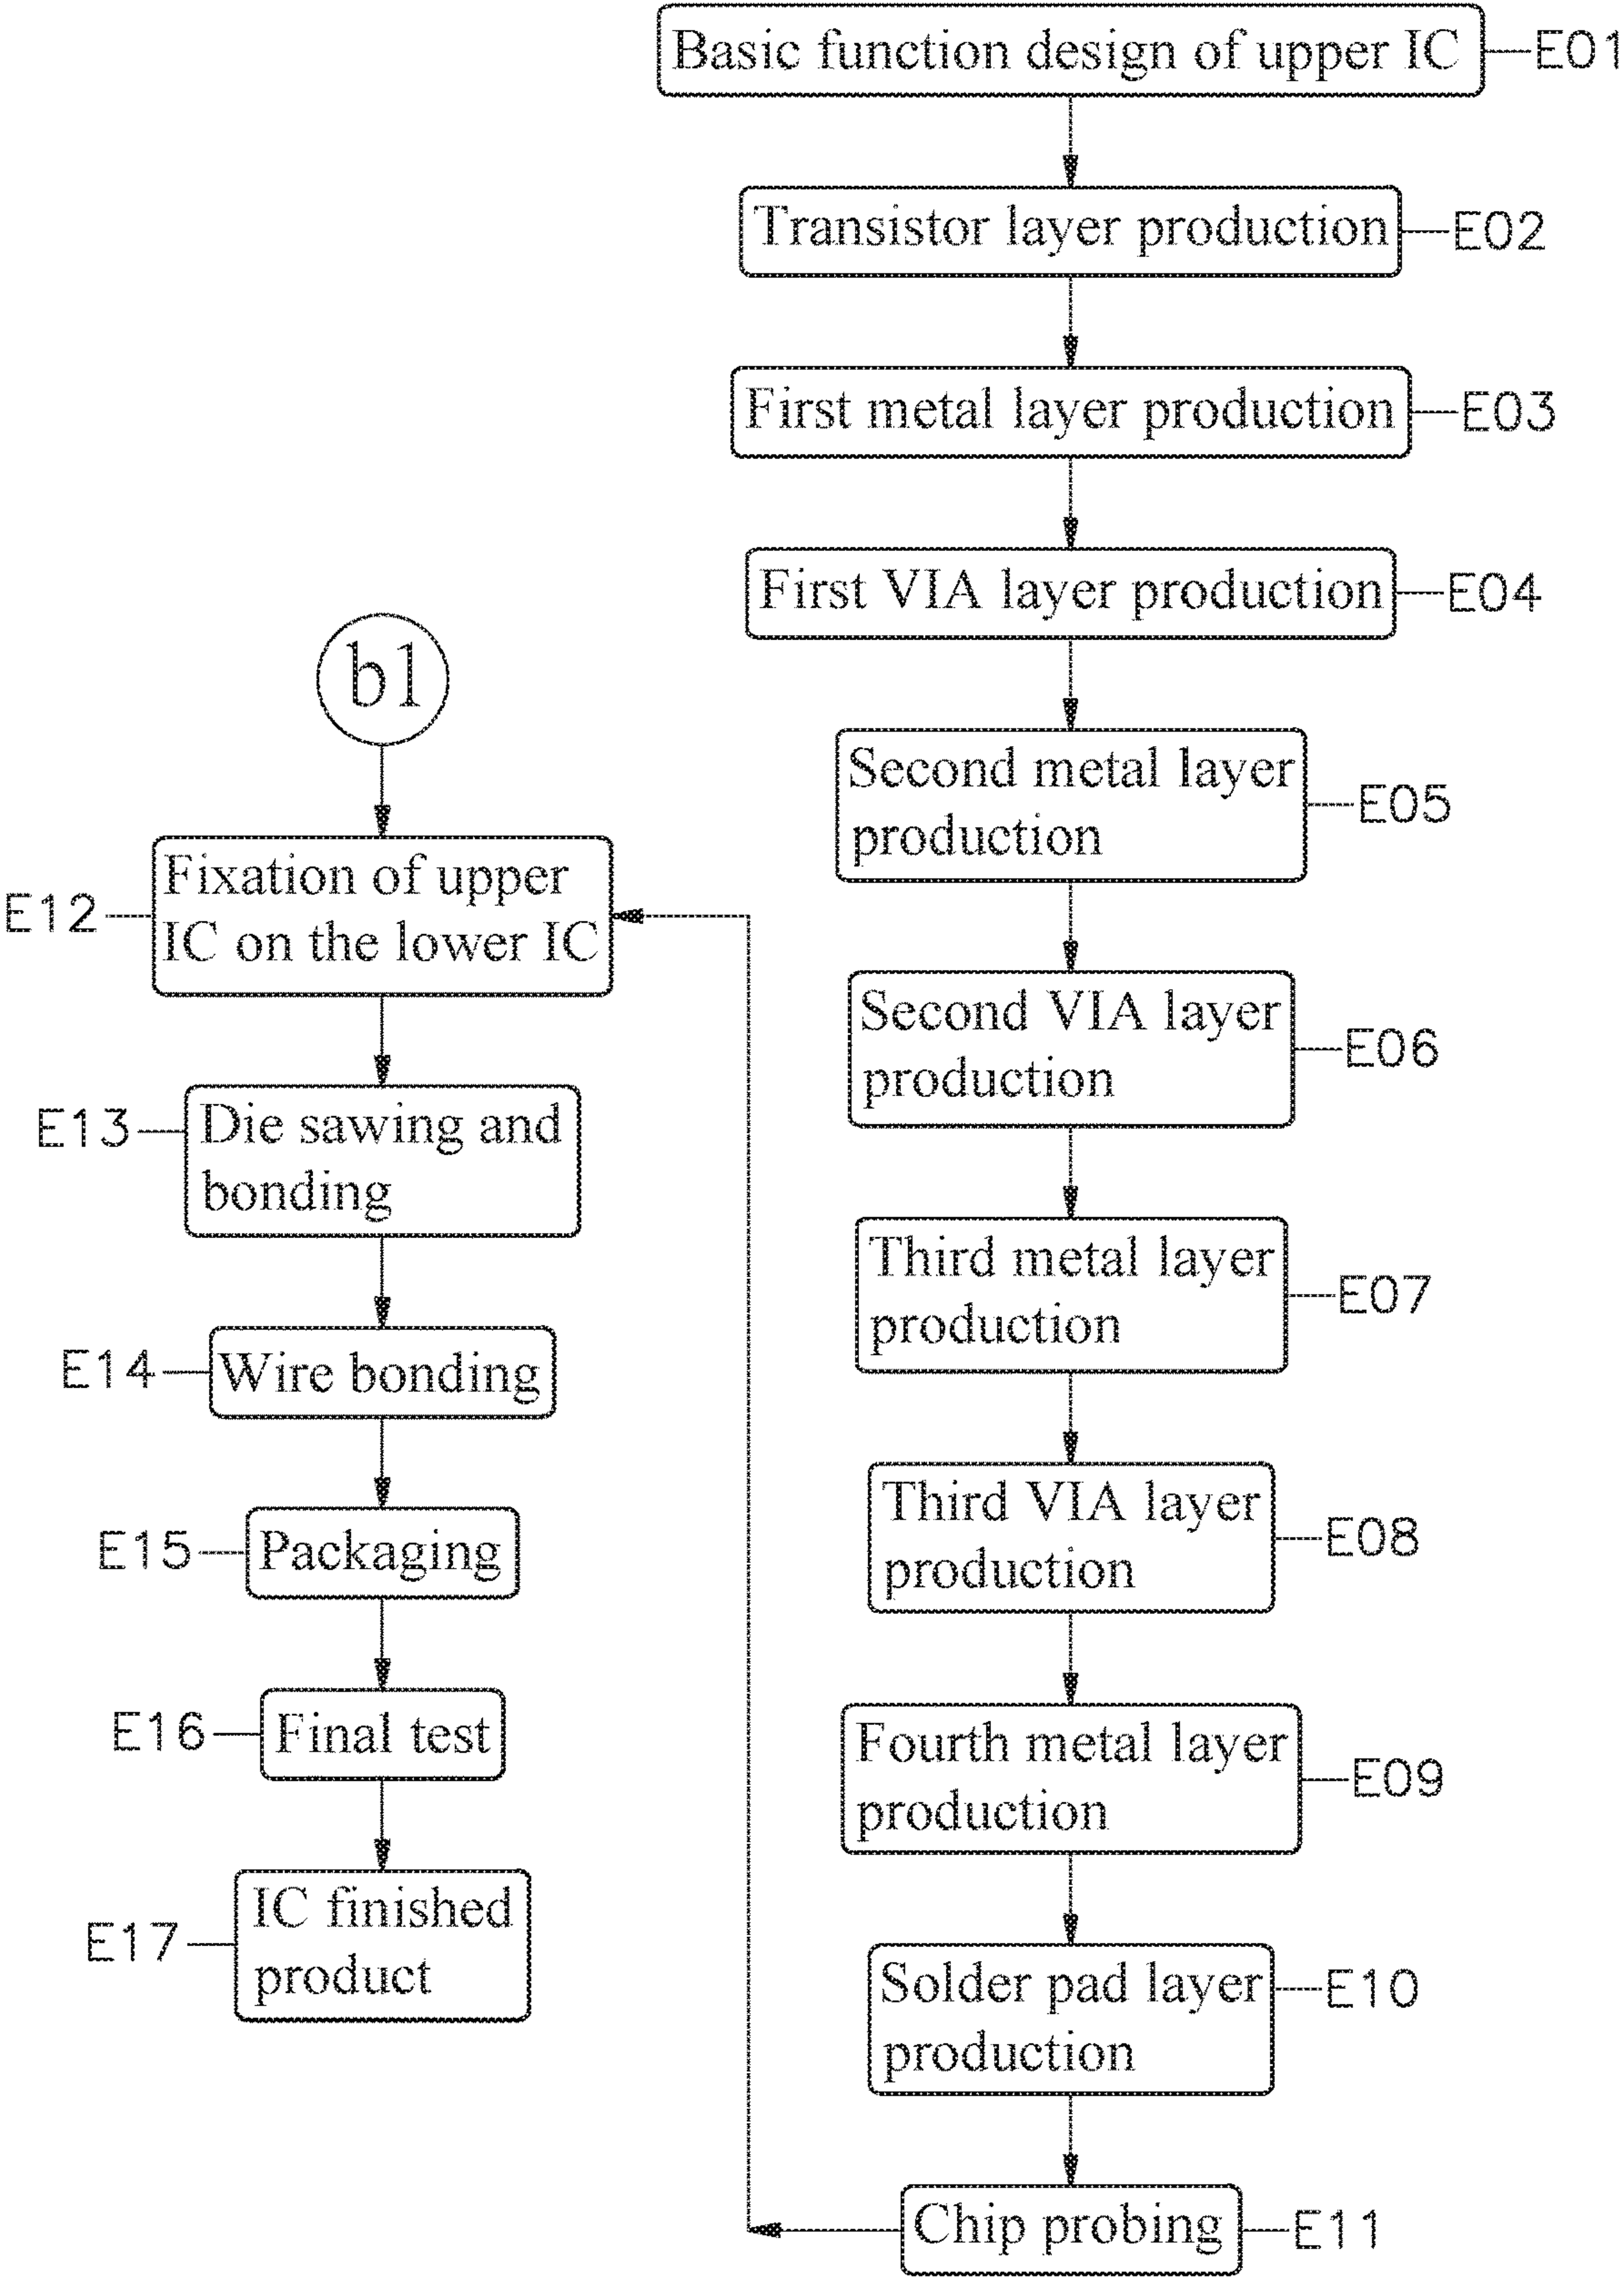 Basic function design of upper IC
E01
Transistor layer production
E02
First metal layer production
E03
First VIA layer production
E04
Second metal layer
production
E05
Second VIA layer
production
E06
Third metal layer
production
E07
Third VIA layer
production
E08
Fourth metal layer
production
E09
Solder pad layer
production
E10
Chip probing
E11
b1
Fixation of upper
IC on the lower IC
E12
Die sawing and
bonding
E13
Wire bonding
E14
Packaging
E15
Final test
E16
IC finished
product
E17